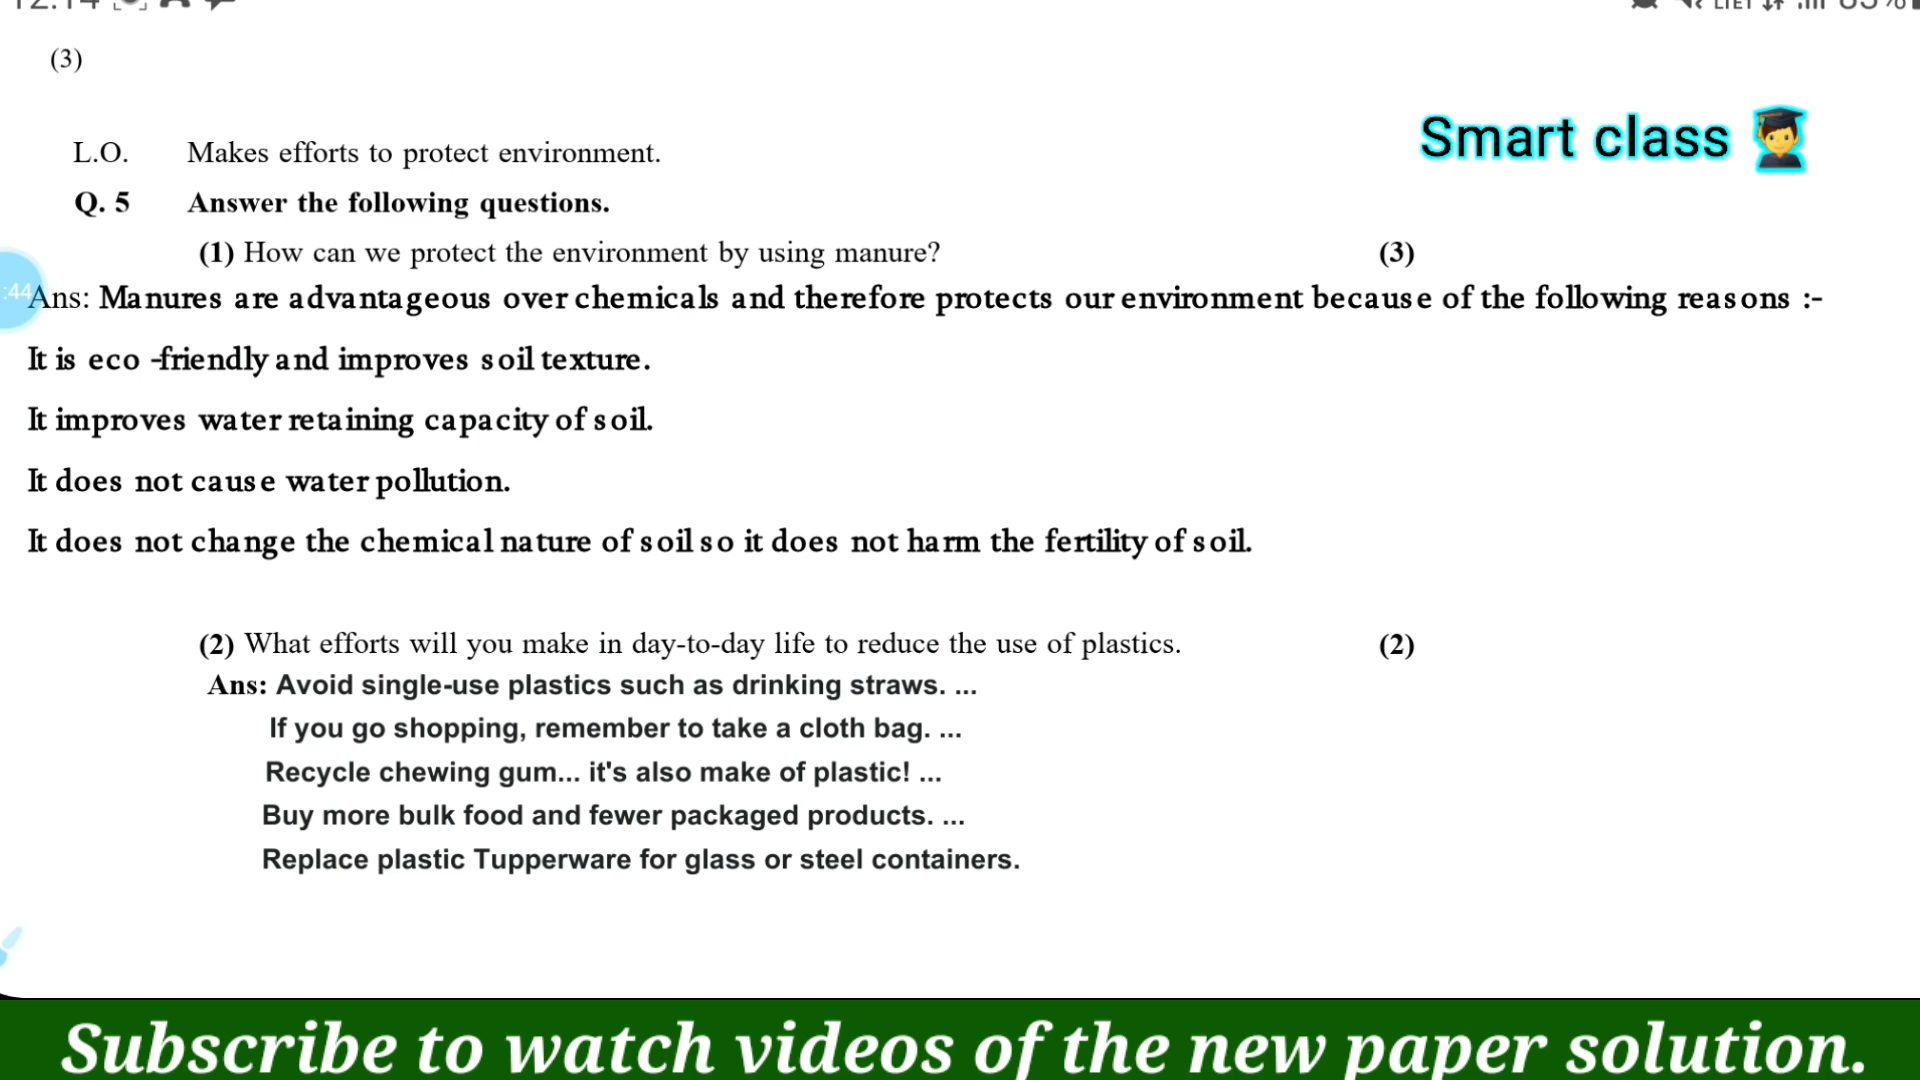 (3)
Smart class
L.O. Makes efforts to protect environment.
Q. 5 Answer the following questions.
(1) How can we protect the environment by using manure? (3)
:44
Ans: Manures are advantageous over chemicals and therefore protects our environment because of the following reasons :-
It is eco -friendly and improves soil texture.
It improves water retaining capacity of soil.
It does not cause water pollution.
It does not change the chemical nature of soil so it does not harm the fertility of soil.
(2) What efforts will you make in day-to-day life to reduce the use of plastics. (2)
Ans: Avoid single-use plastics such as drinking straws. ...
If you go shopping, remember to take a cloth bag. ...
Recycle chewing gum... it's also make of plastic! ...
Buy more bulk food and fewer packaged products. ...
Replace plastic Tupperware for glass or steel containers.
Subscribe to watch videos of the new paper solution.